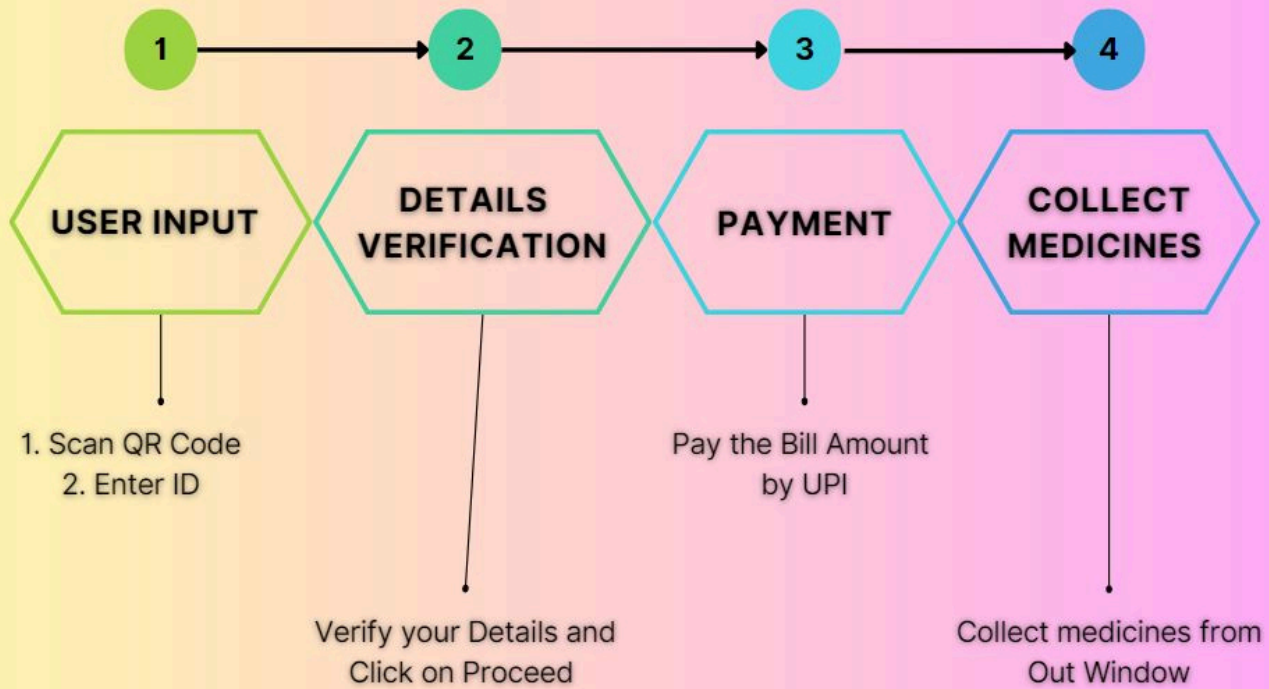 1
2
3
4
USER INPUT
DETAILS
VERIFICATION
PAYMENT
COLLECT
MEDICINES
1. Scan QR Code
2. Enter ID
Pay the Bill Amount
by UPI
Verify your Details and
Click on Proceed
Collect medicines from
Out Window